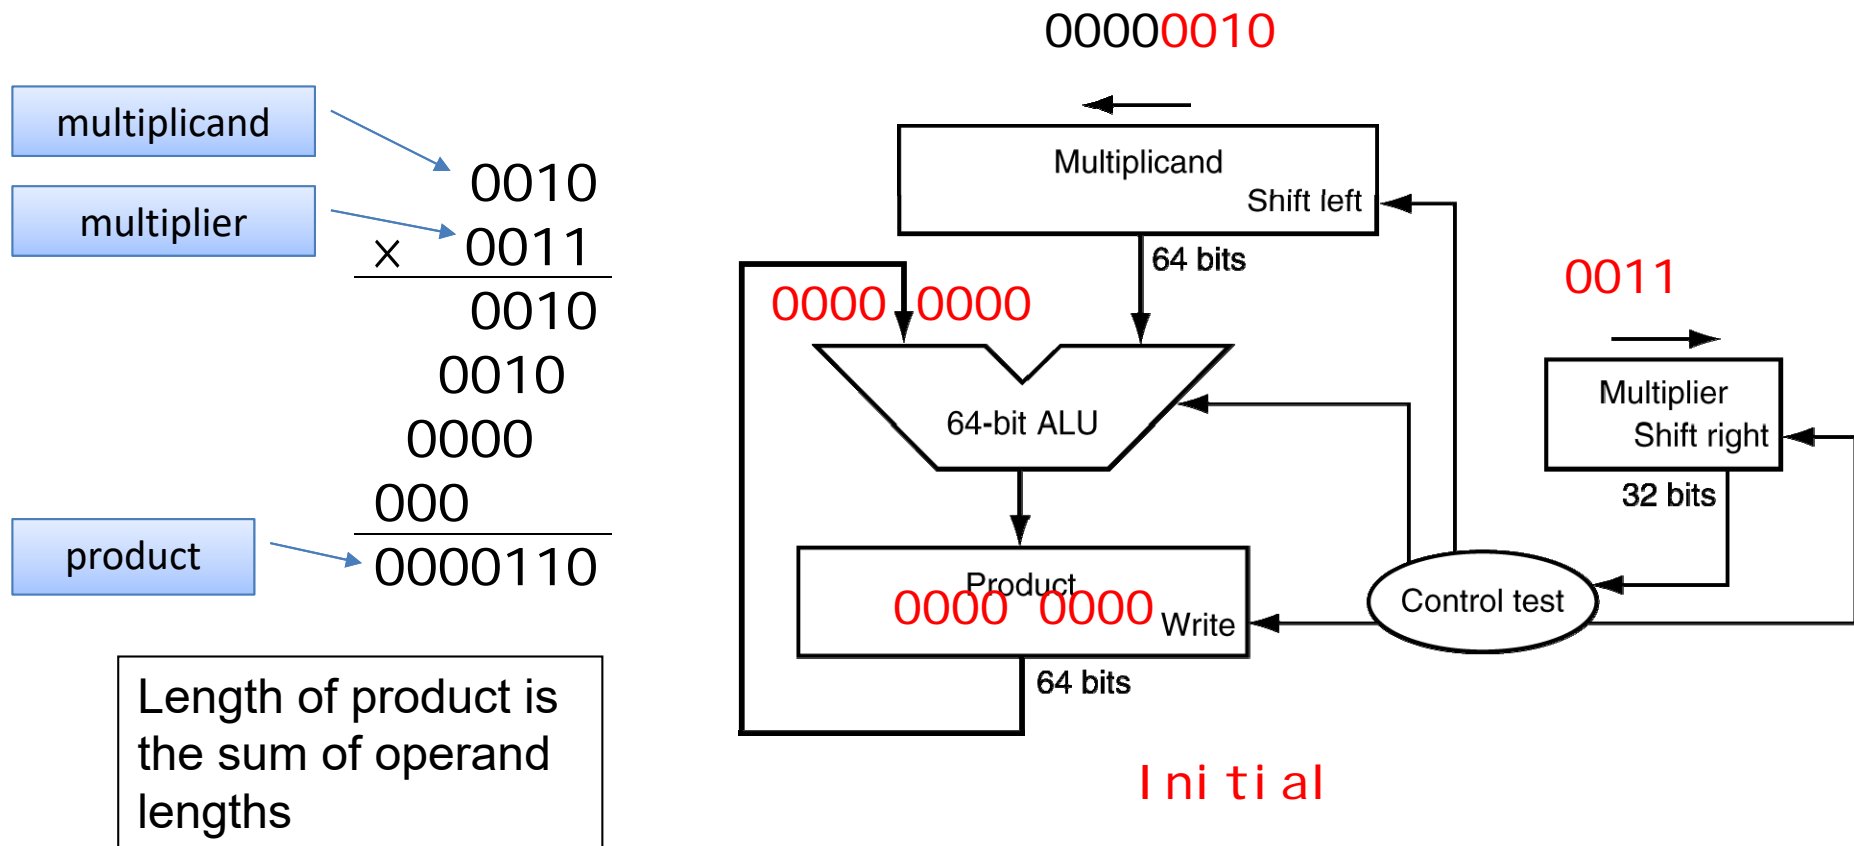 multiplicand
multiplier
0010
x 0011
0010
0010
0000
000
product
0000110
Length of product is
the sum of operand
lengths
00000010
Multiplicand
Shift left
64 bits
0000 0000
0011
Multiplier
Shift right
32 bits
64-bit ALU
Product
0000 0000
Write
64 bits
Control test
Initial